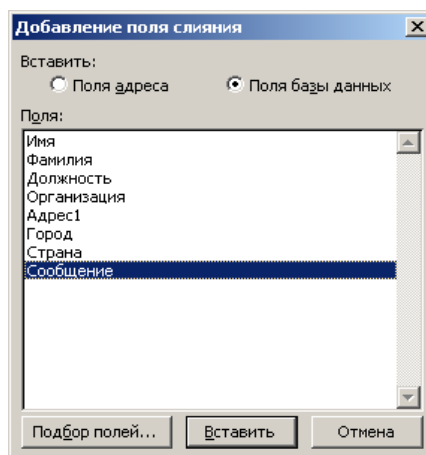 Добавление поля слияния
Вставить:
Поля адреса Поля базы данных
Поля:
Имя
Фамилия
Должность
Организация
Адрес1
Город
Страна
Сообщение
Подбор полей... Вставить Отмена